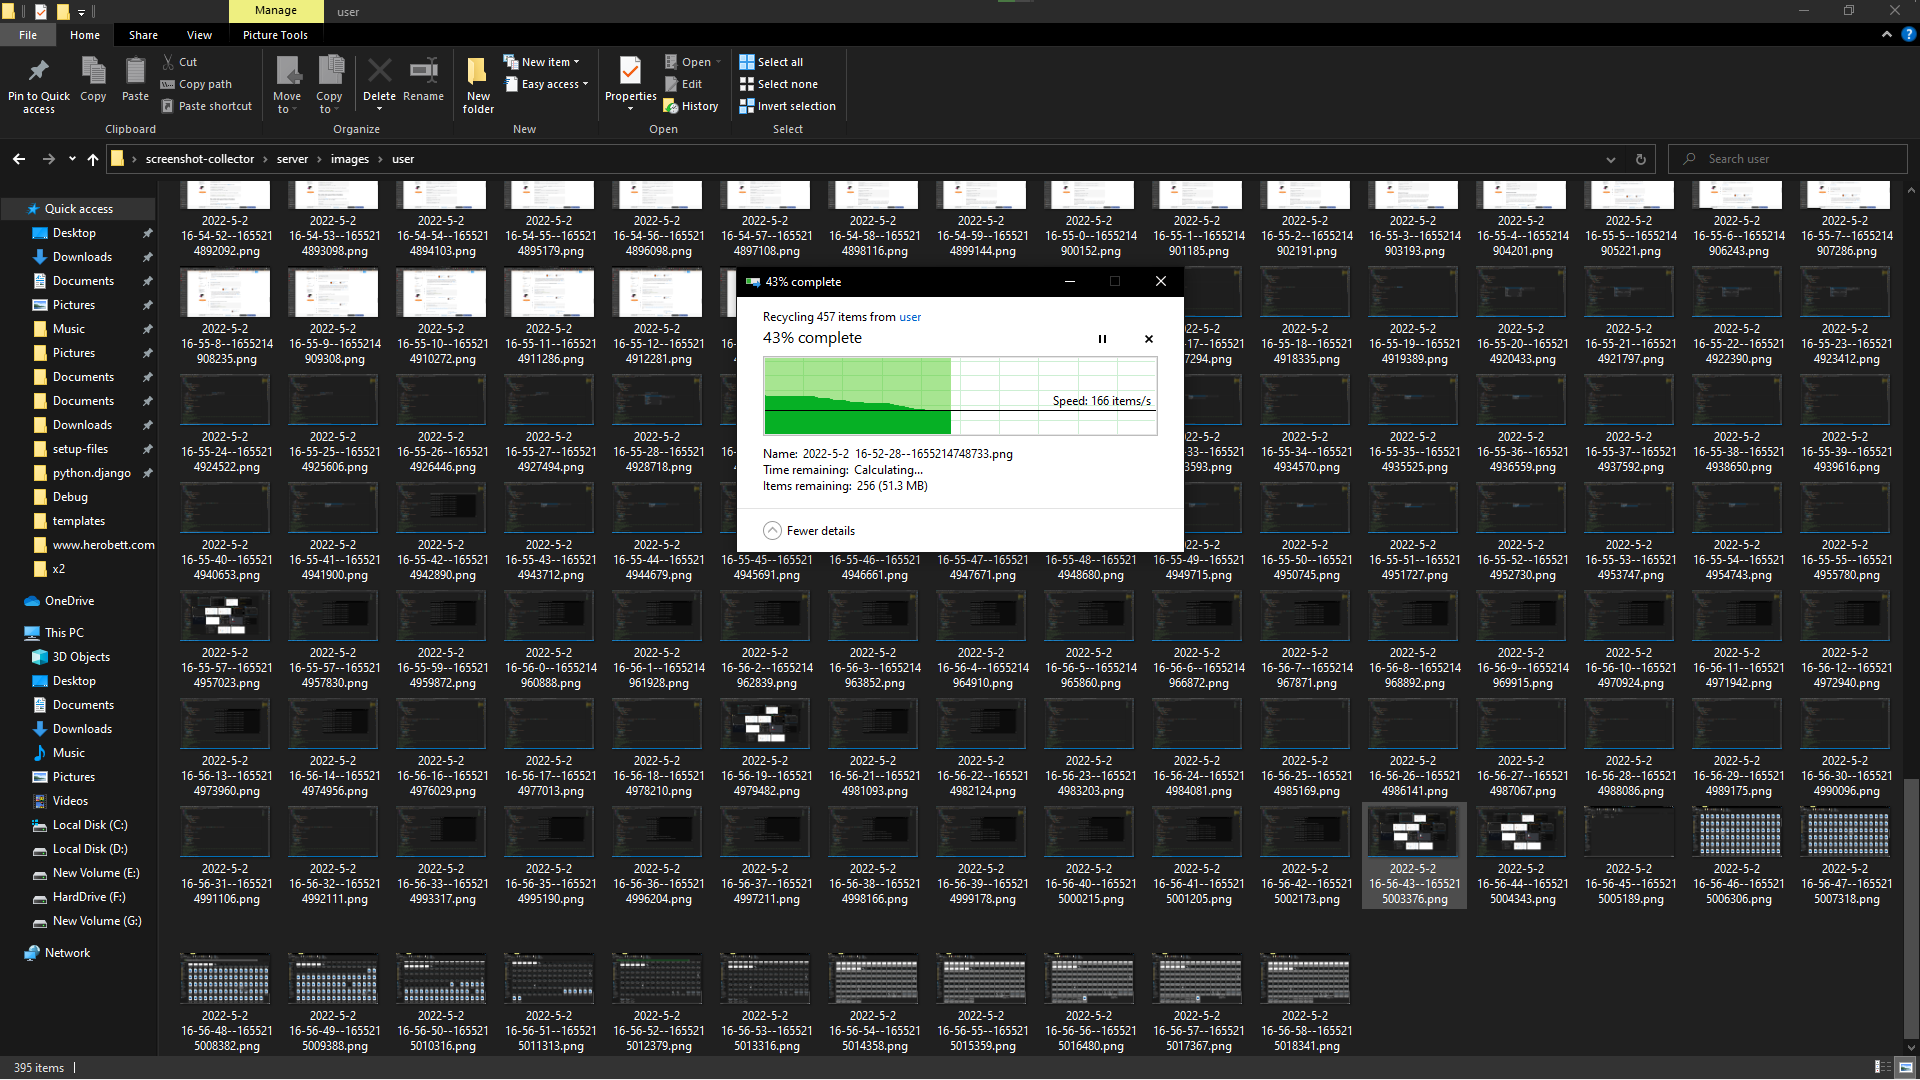 Manage
user
File
Home
Share
View
Picture Tools
Pin to Quick access
Copy
Paste
Cut
Copy path
Paste shortcut
Move to
Copy to
Delete
Rename
New folder
New item
Easy access
Properties
Open
Edit
History
Select all
Select none
Invert selection
Clipboard
Organize
New
Open
Select
screenshot-collector
server
images
user
Search user
Quick access
Desktop
Downloads
Documents
Pictures
Music
Pictures
Documents
Documents
Downloads
setup-files
python.django
Debug
templates
www.herobett.com
x2
OneDrive
This PC
3D Objects
Desktop
Documents
Downloads
Music
Pictures
Videos
Local Disk (C:)
Local Disk (D:)
New Volume (E:)
HardDrive (F:)
New Volume (G:)
Network
2022-5-2 16-54-52--1655214892092.png
2022-5-2 16-54-53--1655214893098.png
2022-5-2 16-54-54--1655214894103.png
2022-5-2 16-54-55--1655214895179.png
2022-5-2 16-54-56--1655214896098.png
2022-5-2 16-54-57--1655214897108.png
2022-5-2 16-54-58--1655214898116.png
2022-5-2 16-54-59--1655214899144.png
2022-5-2 16-55-0--1655214900152.png
2022-5-2 16-55-1--1655214901185.png
2022-5-2 16-55-2--1655214902191.png
2022-5-2 16-55-3--1655214903193.png
2022-5-2 16-55-4--1655214904201.png
2022-5-2 16-55-5--1655214905221.png
2022-5-2 16-55-6--1655214906243.png
2022-5-2 16-55-7--1655214907286.png
2022-5-2 16-55-8--1655214908235.png
2022-5-2 16-55-9--1655214909308.png
2022-5-2 16-55-10--1655214910272.png
2022-5-2 16-55-11--1655214911286.png
2022-5-2 16-55-12--1655214912281.png
2022-5-2 16-55-18--1655214918335.png
2022-5-2 16-55-19--1655214919389.png
2022-5-2 16-55-20--1655214920433.png
2022-5-2 16-55-21--1655214921797.png
2022-5-2 16-55-22--1655214922390.png
2022-5-2 16-55-23--1655214923412.png
2022-5-2 16-55-24--1655214924522.png
2022-5-2 16-55-25--1655214925606.png
2022-5-2 16-55-26--1655214926446.png
2022-5-2 16-55-27--1655214927494.png
2022-5-2 16-55-28--1655214928718.png
2022-5-2 16-55-34--1655214934570.png
2022-5-2 16-55-35--1655214935525.png
2022-5-2 16-55-36--1655214936559.png
2022-5-2 16-55-37--1655214937592.png
2022-5-2 16-55-38--1655214938650.png
2022-5-2 16-55-39--1655214939616.png
2022-5-2 16-55-40--1655214940653.png
2022-5-2 16-55-41--1655214941900.png
2022-5-2 16-55-42--1655214942890.png
2022-5-2 16-55-43--1655214943712.png
2022-5-2 16-55-44--1655214944679.png
16-55-45--1655214945691.png
16-55-46--1655214946661.png
16-55-47--1655214947671.png
16-55-48--1655214948680.png
16-55-49--1655214949715.png
2022-5-2 16-55-50--1655214950745.png
2022-5-2 16-55-51--1655214951727.png
2022-5-2 16-55-52--1655214952730.png
2022-5-2 16-55-53--1655214953747.png
2022-5-2 16-55-54--1655214954743.png
2022-5-2 16-55-55--1655214955780.png
2022-5-2 16-55-57--1655214957023.png
2022-5-2 16-55-57--1655214957830.png
2022-5-2 16-55-59--1655214959872.png
2022-5-2 16-56-0--1655214960888.png
2022-5-2 16-56-1--1655214961928.png
2022-5-2 16-56-2--1655214962839.png
2022-5-2 16-56-3--1655214963852.png
2022-5-2 16-56-4--1655214964910.png
2022-5-2 16-56-5--1655214965860.png
2022-5-2 16-56-6--1655214966872.png
2022-5-2 16-56-7--1655214967871.png
2022-5-2 16-56-8--1655214968892.png
2022-5-2 16-56-9--1655214969915.png
2022-5-2 16-56-10--1655214970924.png
2022-5-2 16-56-11--1655214971942.png
2022-5-2 16-56-12--1655214972940.png
2022-5-2 16-56-13--1655214973960.png
2022-5-2 16-56-14--1655214974956.png
2022-5-2 16-56-16--1655214976029.png
2022-5-2 16-56-17--1655214977013.png
2022-5-2 16-56-18--1655214978210.png
2022-5-2 16-56-19--1655214979482.png
2022-5-2 16-56-21--1655214981093.png
2022-5-2 16-56-22--1655214982124.png
2022-5-2 16-56-23--1655214983203.png
2022-5-2 16-56-24--1655214984081.png
2022-5-2 16-56-25--1655214985169.png
2022-5-2 16-56-26--1655214986141.png
2022-5-2 16-56-27--1655214987067.png
2022-5-2 16-56-28--1655214988086.png
2022-5-2 16-56-29--1655214989175.png
2022-5-2 16-56-30--1655214990096.png
2022-5-2 16-56-31--1655214991106.png
2022-5-2 16-56-32--1655214992111.png
2022-5-2 16-56-33--1655214993317.png
2022-5-2 16-56-35--1655214995190.png
2022-5-2 16-56-36--1655214996204.png
2022-5-2 16-56-37--1655214997211.png
2022-5-2 16-56-38--1655214998166.png
2022-5-2 16-56-39--1655214999178.png
2022-5-2 16-56-40--1655215000215.png
2022-5-2 16-56-41--1655215001205.png
2022-5-2 16-56-42--1655215002173.png
2022-5-2 16-56-43--1655215003376.png
2022-5-2 16-56-44--1655215004343.png
2022-5-2 16-56-45--1655215005189.png
2022-5-2 16-56-46--1655215006306.png
2022-5-2 16-56-47--1655215007318.png
2022-5-2 16-56-48--1655215008382.png
2022-5-2 16-56-49--1655215009388.png
2022-5-2 16-56-50--1655215010316.png
2022-5-2 16-56-51--1655215011313.png
2022-5-2 16-56-52--1655215012379.png
2022-5-2 16-56-53--1655215013316.png
2022-5-2 16-56-54--1655215014358.png
2022-5-2 16-56-55--1655215015359.png
2022-5-2 16-56-56--1655215016480.png
2022-5-2 16-56-57--1655215017367.png
2022-5-2 16-56-58--1655215018341.png
43% complete
Recycling 457 items from user
43% complete
Speed: 166 items/s
Name: 2022-5-2 16-52-28--1655214748733.png
Time remaining: Calculating...
Items remaining: 256 (51.3 MB)
Fewer details
395 items